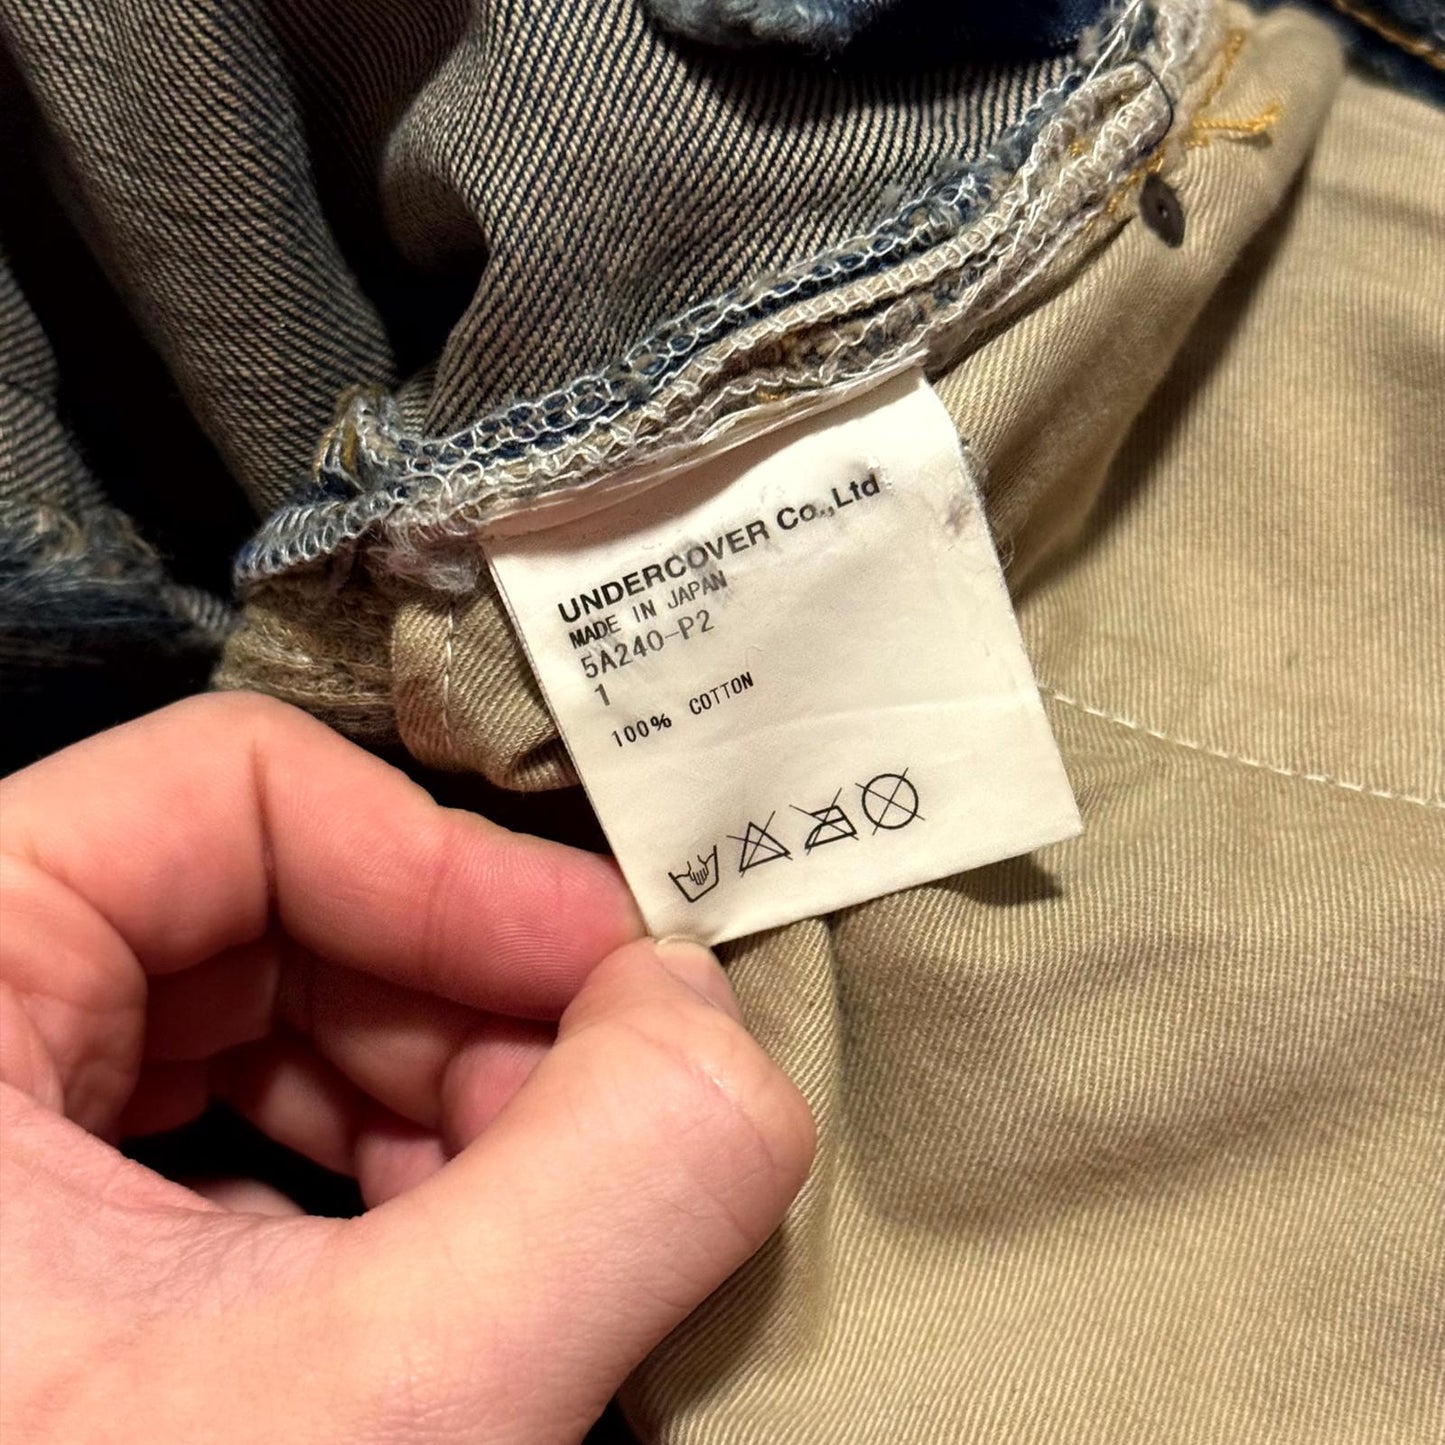 UNDERCOVER Co.,Ltd
MADE IN JAPAN
5A240-P2
1
100% COTTON